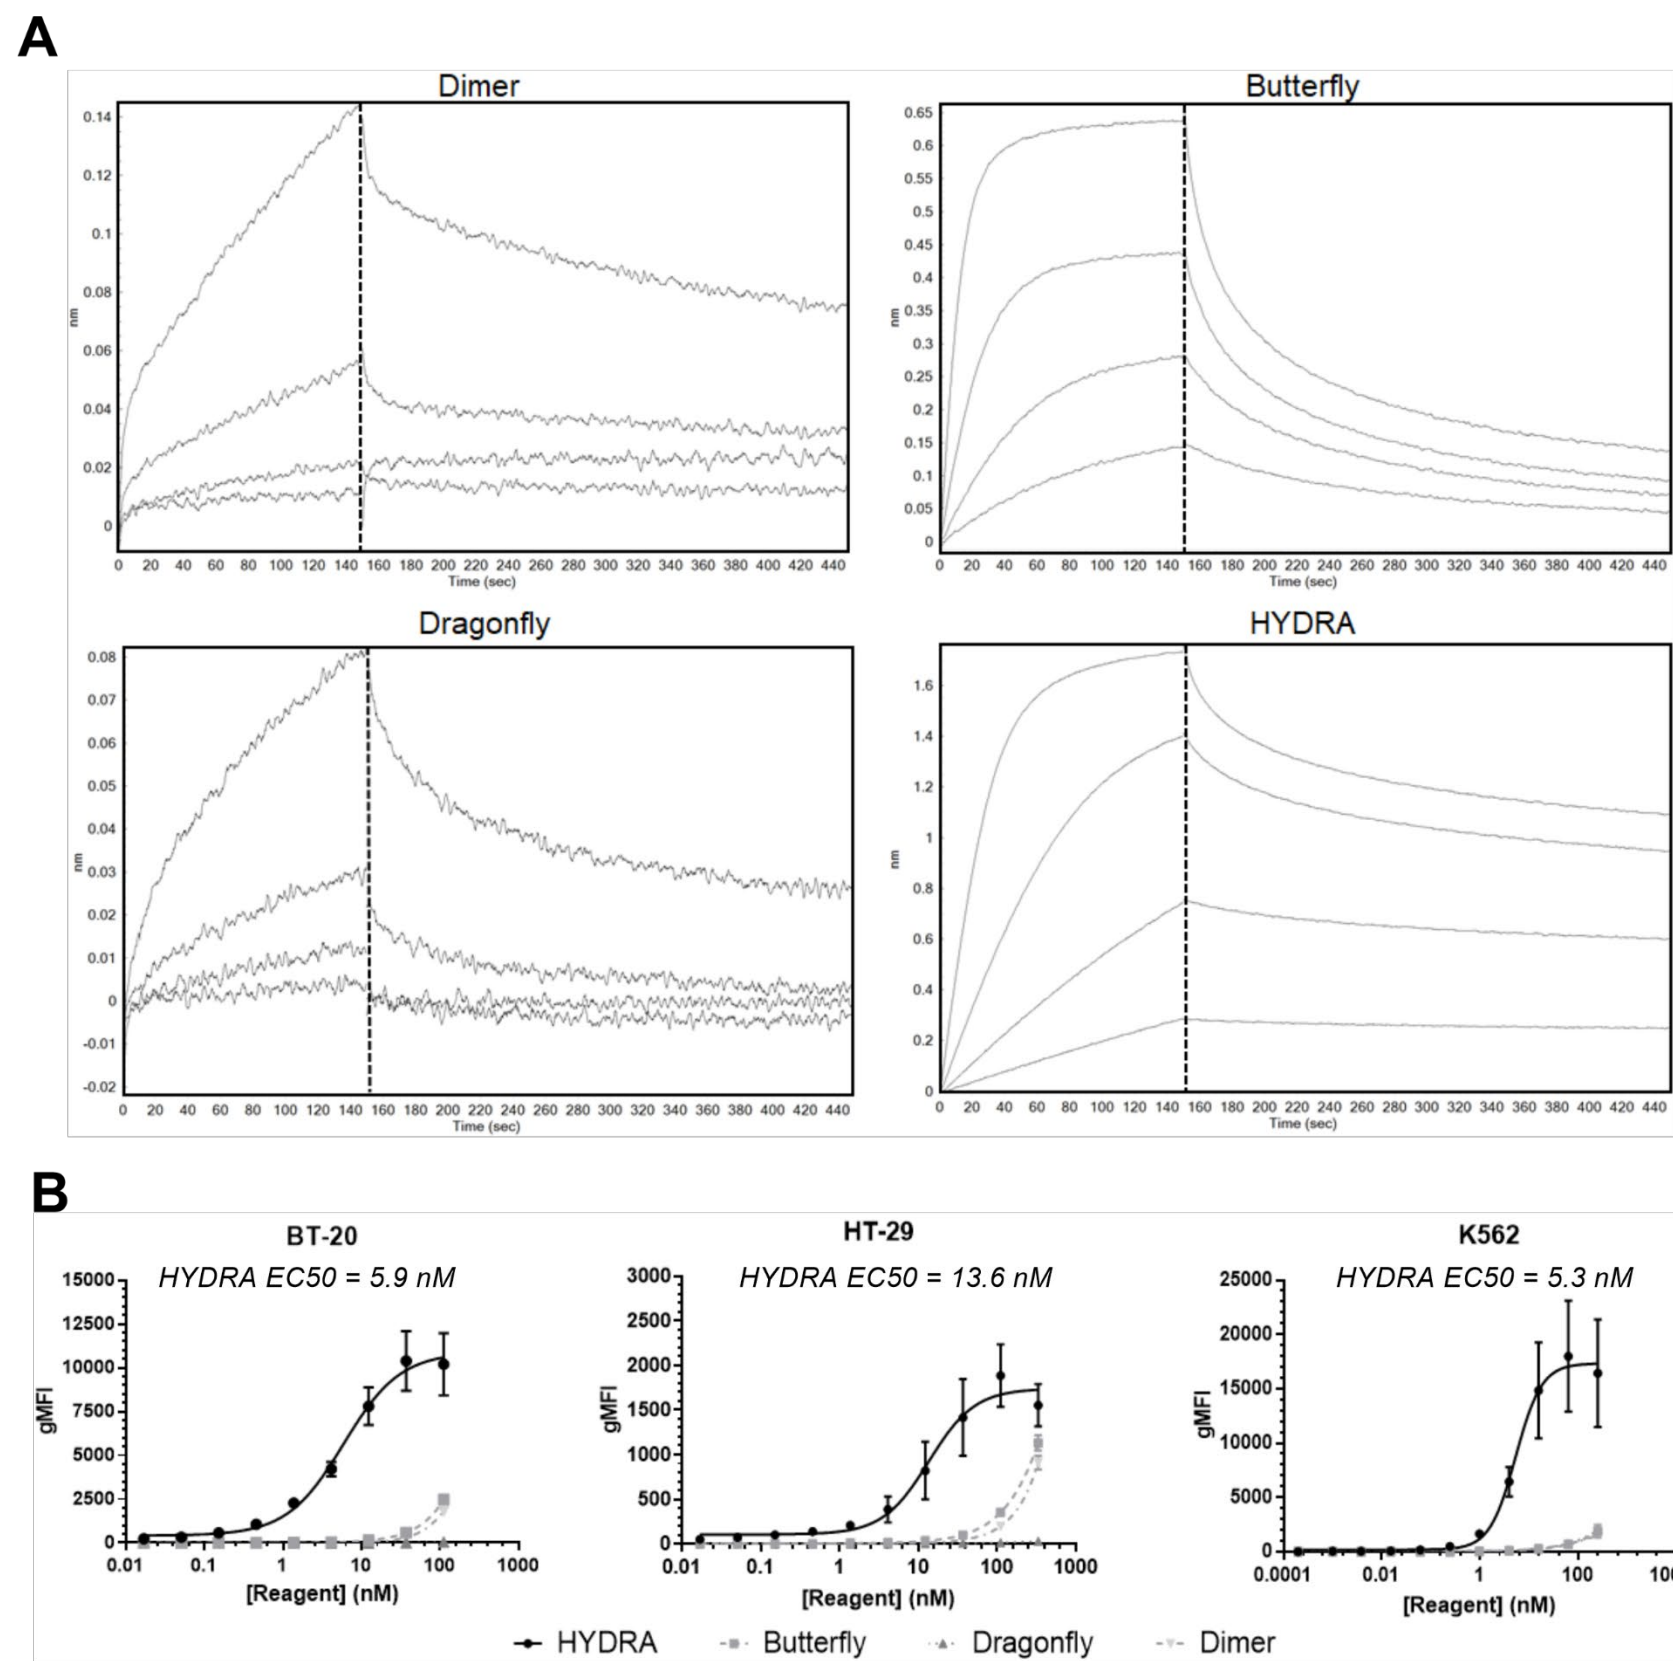 A
Dimer
0.14
0.12
0.1
0.08
0.06
0.04
0.02
0
nm
0 20 40 60 80 100 120 140 160 180 200 220 240 260 280 300 320 340 360 380 400 420 440
Time (sec)
Butterfly
0.65
0.6
0.55
0.5
0.45
0.4
0.35
0.3
0.25
0.2
0.15
0.1
0.05
0
nm
0 20 40 60 80 100 120 140 160 180 200 220 240 260 280 300 320 340 360 380 400 420 440
Time (sec)
Dragonfly
0.08
0.07
0.06
0.05
0.04
0.03
0.02
0.01
0
-0.01
-0.02
nm
0 20 40 60 80 100 120 140 160 180 200 220 240 260 280 300 320 340 360 380 400 420 440
Time (sec)
HYDRA
1.6
1.4
1.2
1
0.8
0.6
0.4
0.2
0
nm
0 20 40 60 80 100 120 140 160 180 200 220 240 260 280 300 320 340 360 380 400 420 440
Time (sec)
B
BT-20
HYDRA EC50 = 5.9 nM
15000
12500
10000
7500
5000
2500
0
gMFI
0.01 0.1 1 10 100 1000
[Reagent] (nM)
HT-29
HYDRA EC50 = 13.6 nM
3000
2500
2000
1500
1000
500
0
gMFI
0.01 0.1 1 10 100 1000
[Reagent] (nM)
K562
HYDRA EC50 = 5.3 nM
25000
20000
15000
10000
5000
0
gMFI
0.0001 0.01 1 100
[Reagent] (nM)
HYDRA Butterfly Dragonfly Dimer